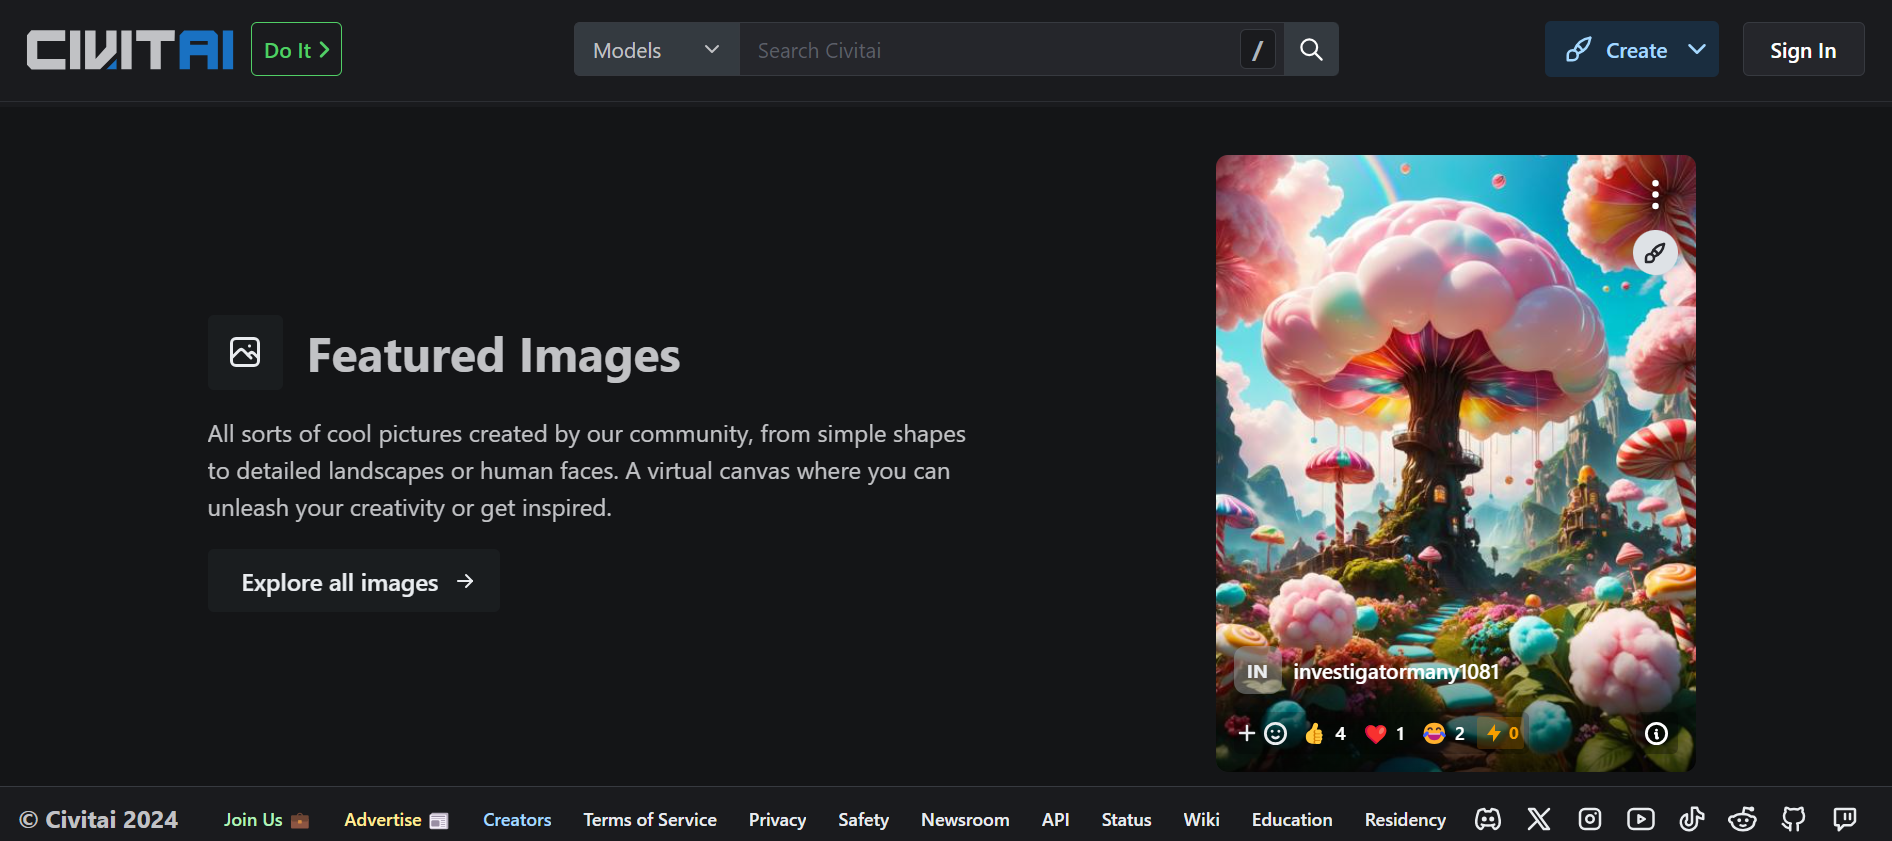 CIVITAI
Do It
Models
Search Civitai
/
Create
Sign In
Featured Images
All sorts of cool pictures created by our community, from simple shapes
to detailed landscapes or human faces. A virtual canvas where you can
unleash your creativity or get inspired.
Explore all images
IN investigatormany1081
4 1 2 0
© Civitai 2024 Join Us Advertise Creators Terms of Service Privacy Safety Newsroom API Status Wiki Education Residency